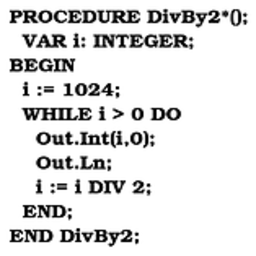 PROCEDURE DivBy2*();
  VAR i: INTEGER;
BEGIN
  i := 1024;
  WHILE i > 0 DO
    Out.Int(i,0);
    Out.Ln;
    i := i DIV 2;
  END;
END DivBy2;